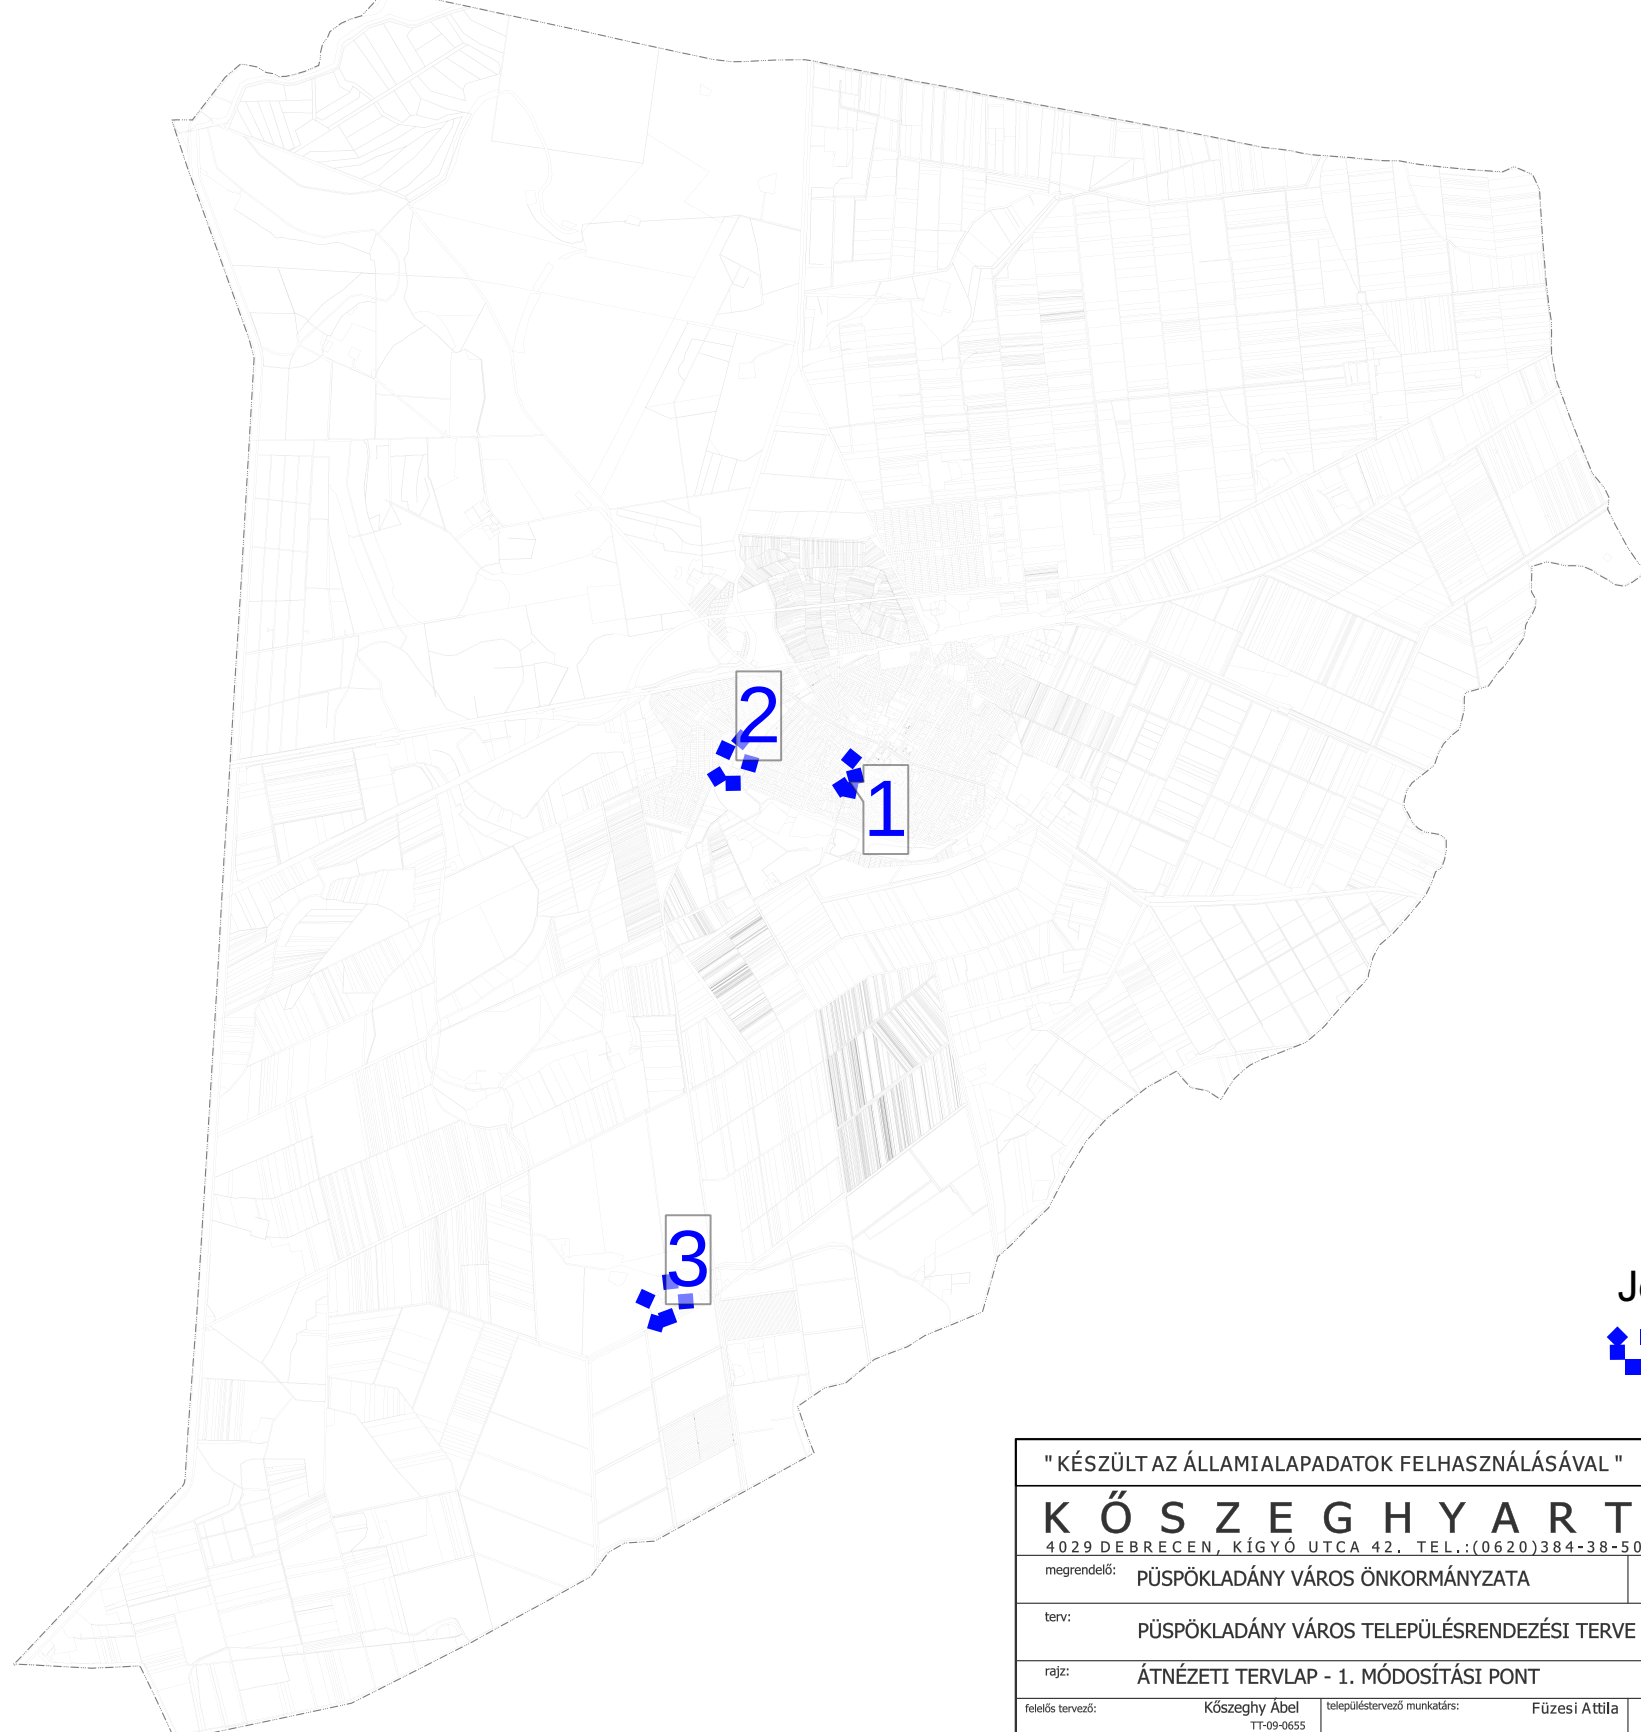 2
1
3
" KÉSZÜLT AZ ÁLLAMI ALAPADATOK FELHASZNÁLÁSÁVAL "
KŐSZEGHY ART
4029 DEBRECEN, KÍGYÓ UTCA 42. TEL.:(0620)384-38-50
megrendelő: PÜSPÖKLADÁNY VÁROS ÖNKORMÁNYZATA
terv: PÜSPÖKLADÁNY VÁROS TELEPÜLÉSRENDEZÉSI TERVE
rajz: ÁTNÉZETI TERVLAP - 1. MÓDOSÍTÁSI PONT
felelős tervező: Kőszeghy Ábel településtervező munkatárs: Füzesi Attila
TT-09-0655